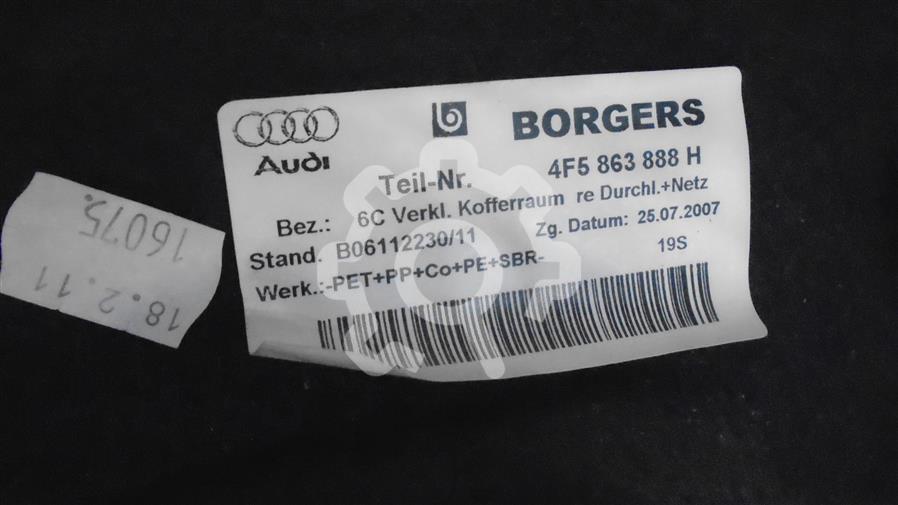 BORGERS
Audi
Teil-Nr. 4F5 863 888 H
Bez.: 6C Verkl. Kofferraum re Durchl.+Netz
Stand. B06112230/11 Zg. Datum: 25.07.2007
Werk.:-PET+PP+Co+PE+SBR- 19S
16075.
18.2.11